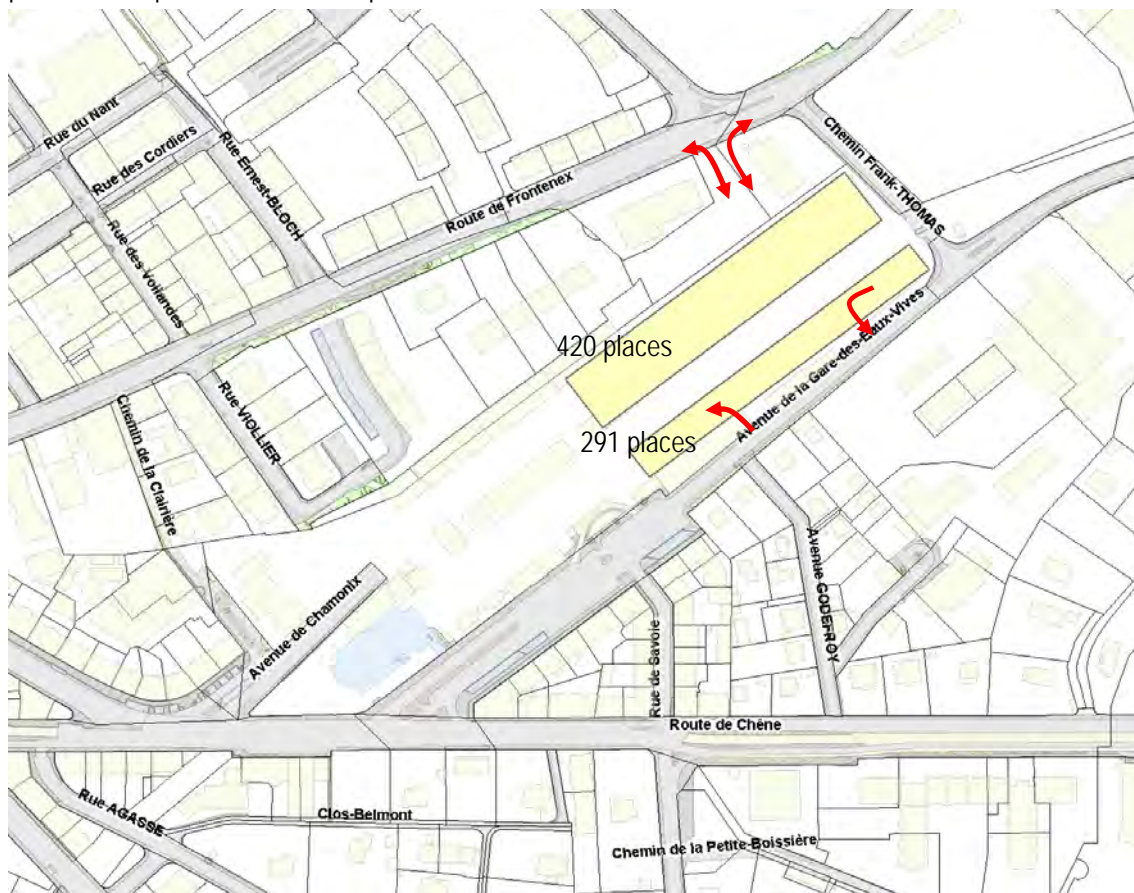 Rue du Nant
Rue des Cordiers
Rue Ernest-BLOCH
Rue des Vollandes
Route de Frontenex
Chemin Frank-THOMAS
420 places
Avenue de la Gare-des-Eaux-Vives
291 places
Rue VIOLLIER
Chemin de la Clairière
Avenue de Chamonix
Avenue GODEFROY
Rue de Savoie
Route de Chêne
Rue AGASSE
Clos-Belmont
Chemin de la Petite-Boissière